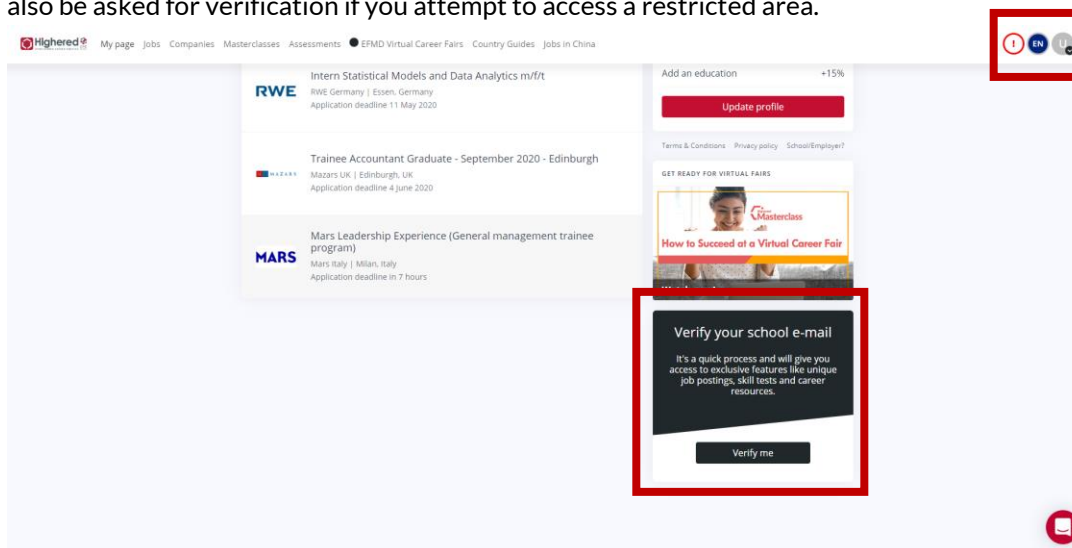 also be asked for verification if you attempt to access a restricted area.
Highered
My page Jobs Companies Masterclasses Assessments EFMD Virtual Career Fairs Country Guides Jobs in China
! EN U
Intern Statistical Models and Data Analytics m/f/t
RWE
RWE Germany | Essen, Germany
Application deadline 11 May 2020
Trainee Accountant Graduate - September 2020 - Edinburgh
MAZARS
Mazars UK | Edinburgh, UK
Application deadline 4 June 2020
Mars Leadership Experience (General management trainee
program)
MARS
Mars Italy | Milan, Italy
Application deadline in 7 hours
Add an education +15%
Update profile
Terms & Conditions Privacy policy School/Employer?
GET READY FOR VIRTUAL FAIRS
Masterclass
How to Succeed at a Virtual Career Fair
Verify your school e-mail
It's a quick process and will give you
access to exclusive features like unique
job postings, skill tests and career
resources.
Verify me